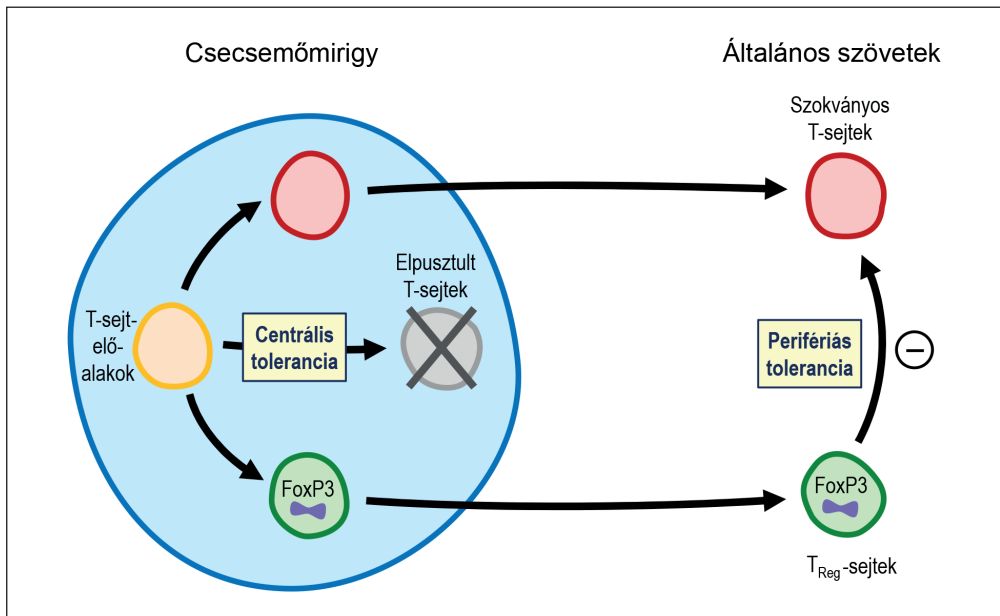 Csecsemőmirigy
Általános szövetek
Szokványos
T-sejtek
Elpusztult
T-sejtek
T-sejt-
elő-
alakok
Centrális
tolerancia
Perifériás
tolerancia
−
FoxP3
FoxP3
TReg-sejtek